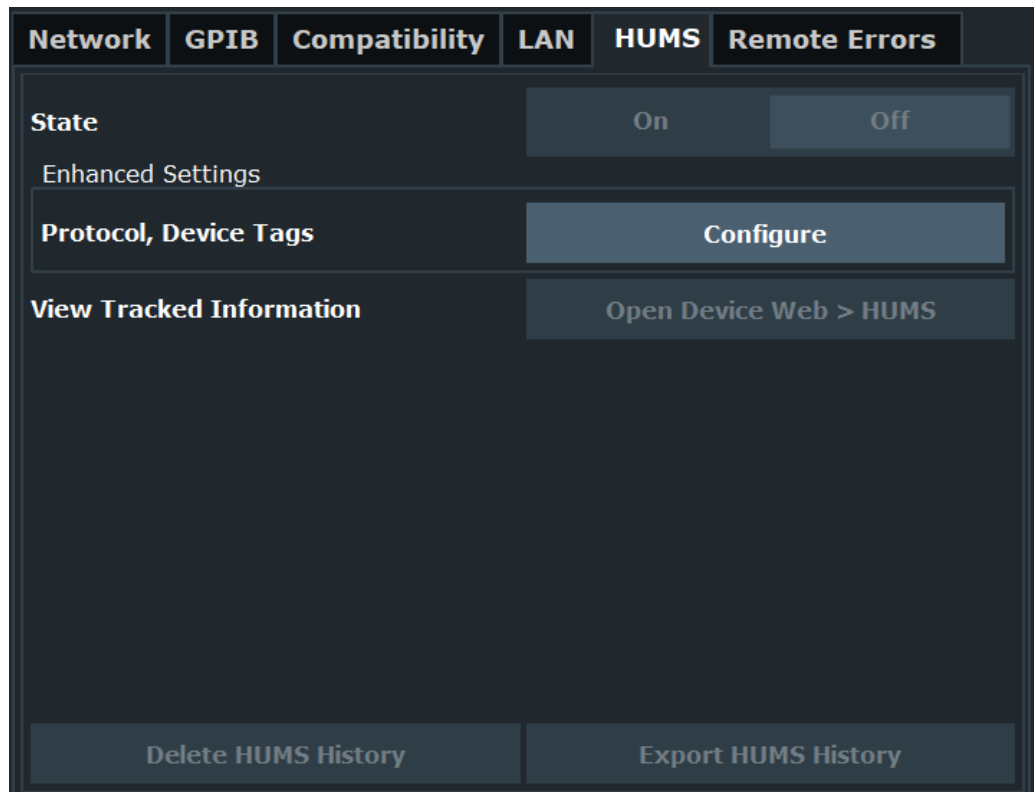 Network GPIB Compatibility LAN HUMS Remote Errors
State On Off
Enhanced Settings
Protocol, Device Tags Configure
View Tracked Information Open Device Web > HUMS
Delete HUMS History Export HUMS History